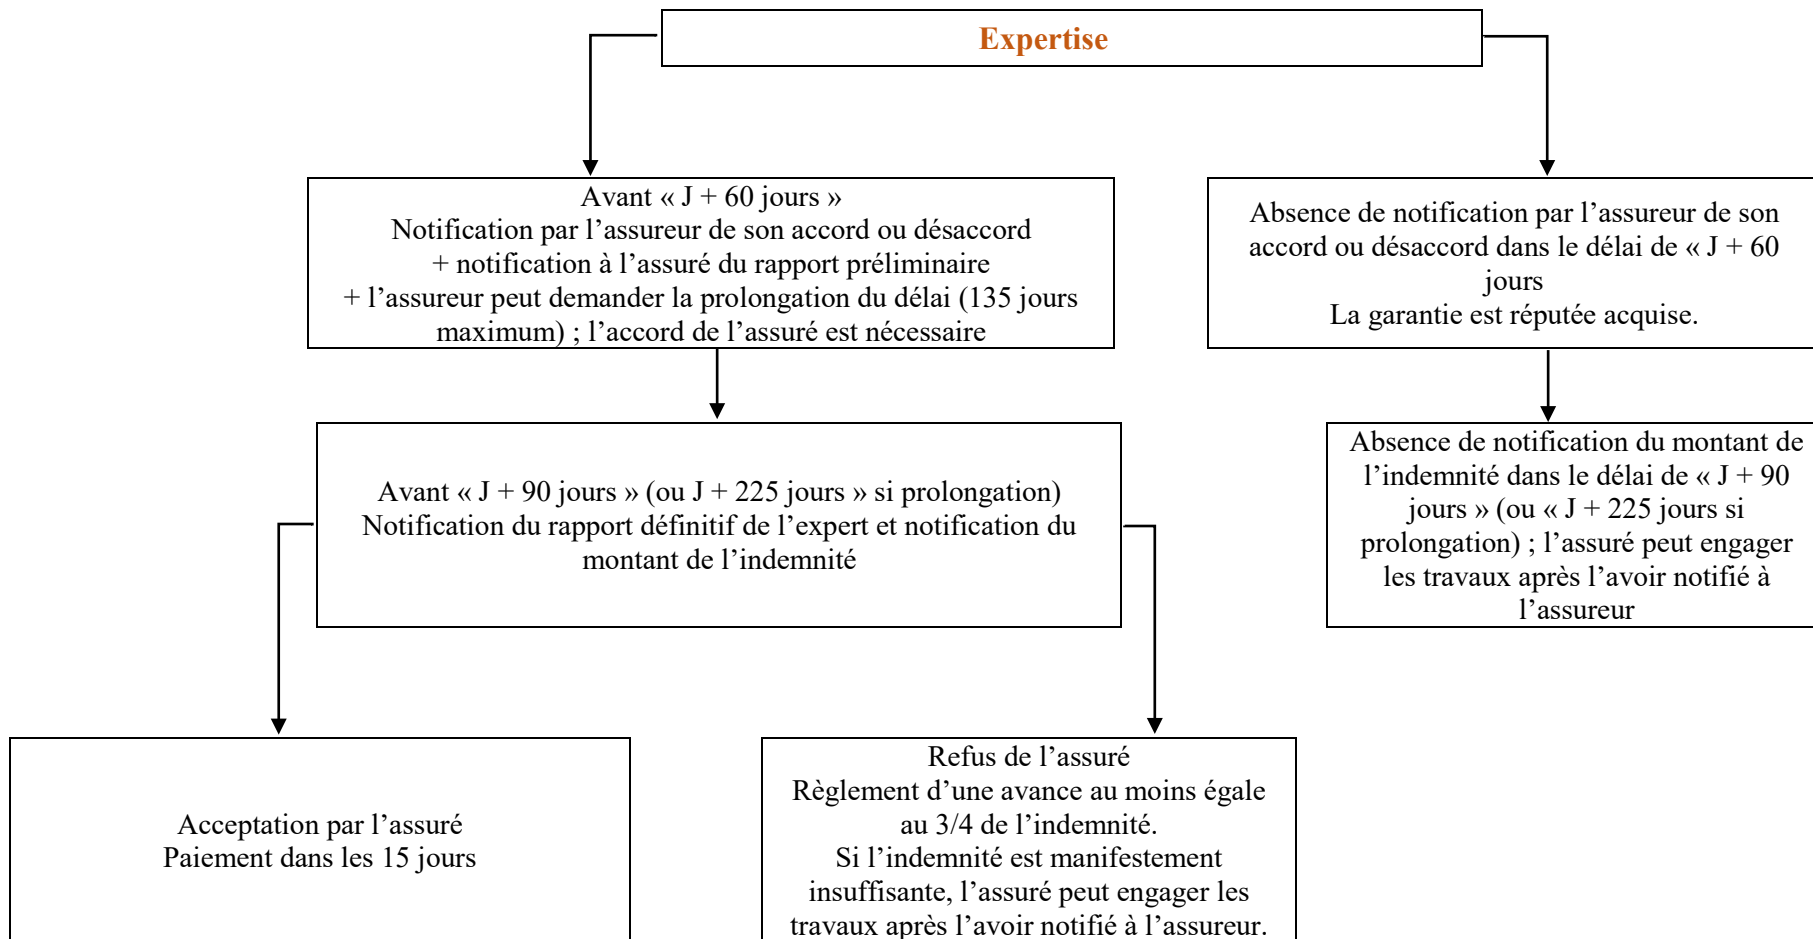 Expertise
Avant « J + 60 jours »
Notification par l’assureur de son accord ou désaccord
+ notification à l’assuré du rapport préliminaire
+ l’assureur peut demander la prolongation du délai (135 jours
maximum) ; l’accord de l’assuré est nécessaire
Absence de notification par l’assureur de son
accord ou désaccord dans le délai de « J + 60
jours
La garantie est réputée acquise.
Avant « J + 90 jours » (ou J + 225 jours » si prolongation)
Notification du rapport définitif de l’expert et notification du
montant de l’indemnité
Absence de notification du montant de
l’indemnité dans le délai de « J + 90
jours » (ou « J + 225 jours si
prolongation) ; l’assuré peut engager
les travaux après l’avoir notifié à
l’assureur
Acceptation par l’assuré
Paiement dans les 15 jours
Refus de l’assuré
Règlement d’une avance au moins égale
au 3/4 de l’indemnité.
Si l’indemnité est manifestement
insuffisante, l’assuré peut engager les
travaux après l’avoir notifié à l’assureur.